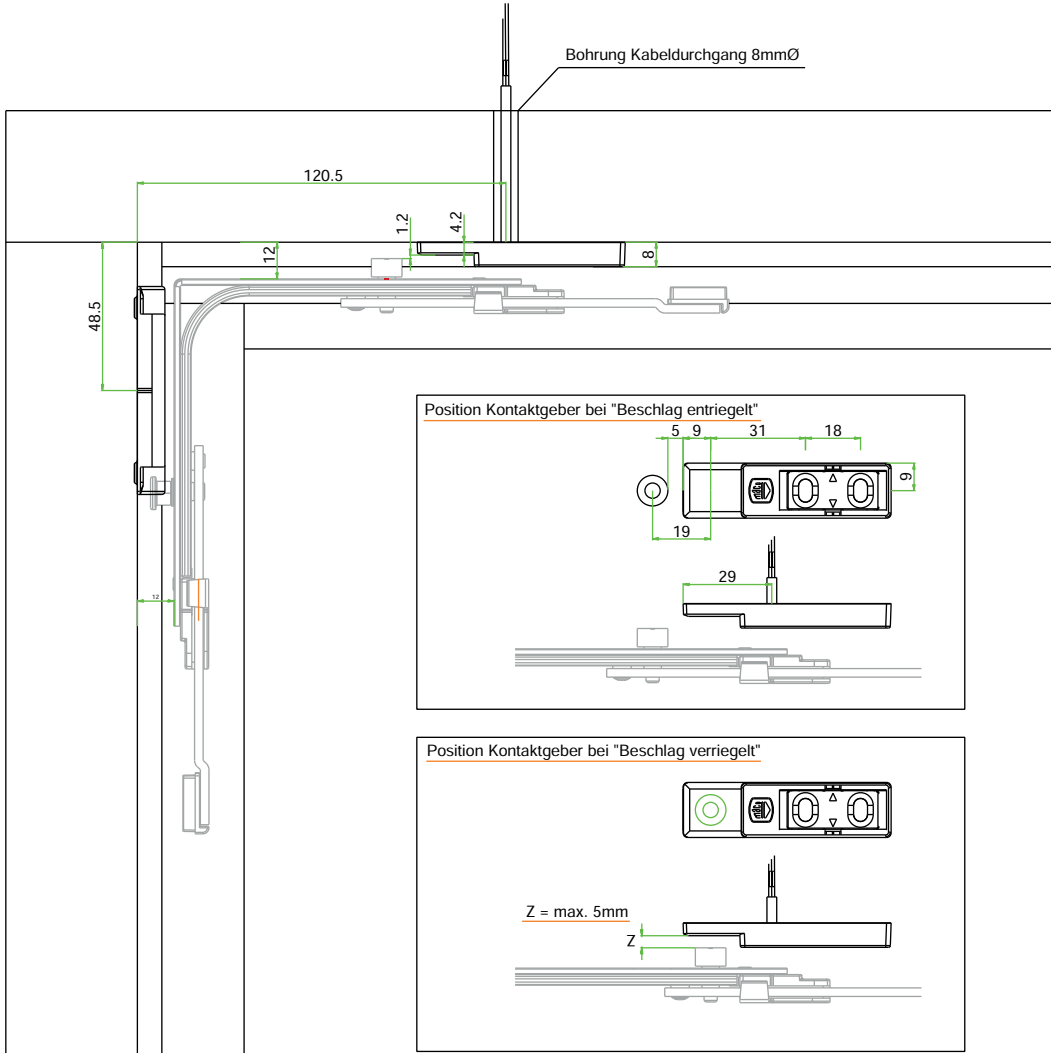 Bohrung Kabeldurchgang 8mmØ
120.5
1.2
4.2
12
8
48.5
12
Position Kontaktgeber bei "Beschlag entriegelt"
5 9 31 18
9
19
29
Position Kontaktgeber bei "Beschlag verriegelt"
Z = max. 5mm
Z